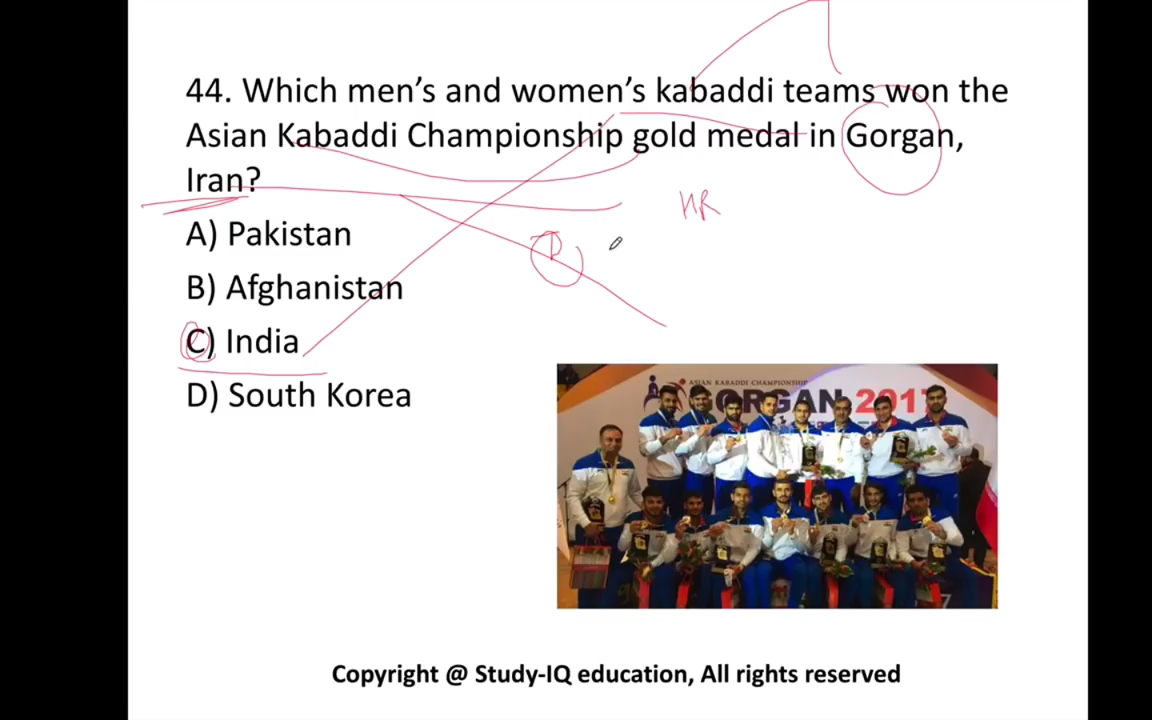 44. Which men's and women's kabaddi teams won the
Asian Kabaddi Championship gold medal in Gorgan,
Iran?
HR
A) Pakistan
B) Afghanistan
C) India
D) South Korea
ASIAN KABADDI CHAMPIONSHIP
GORGAN 2017
Copyright @ Study-IQ education, All rights reserved